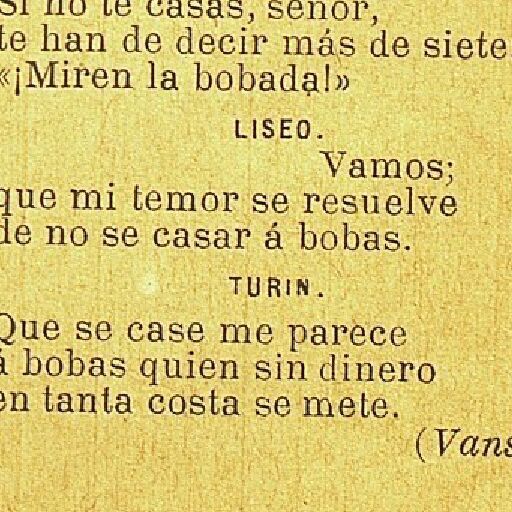 Si no te casas, señor,
te han de decir más de siete
«¡Miren la bobada!»
LISEO.
Vamos;
que mi temor se resuelve
de no se casar á bobas.
TURIN.
Que se case me parece
á bobas quien sin dinero
en tanta costa se mete.
(Vans